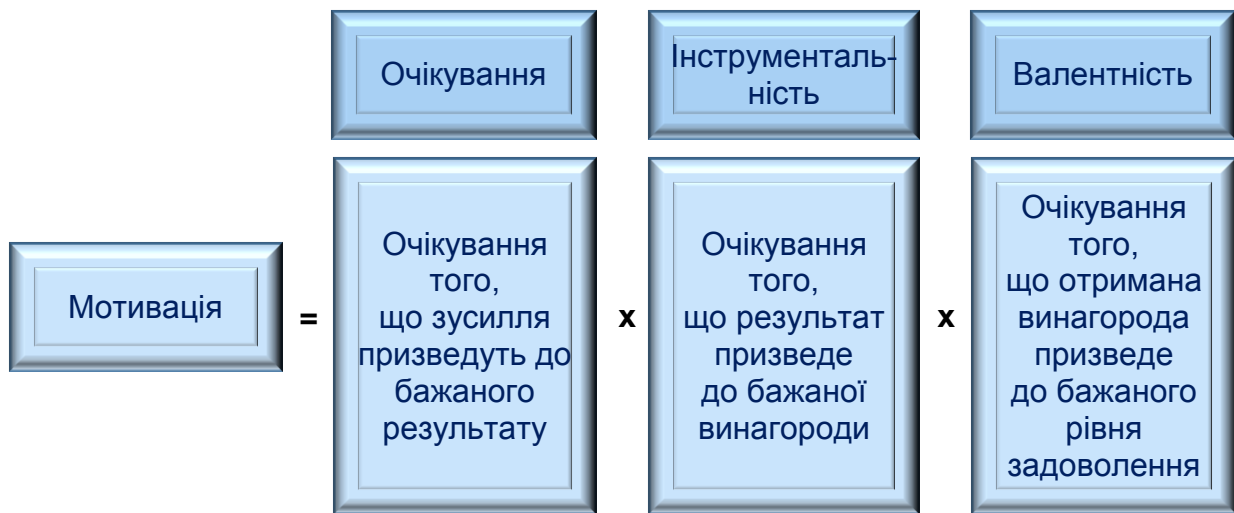 Очікування
Інструменталь-
ність
Валентність
Мотивація
=
Очікування
того,
що зусилля
призведуть до
бажаного
результату
x
Очікування
того,
що результат
призведе
до бажаної
винагороди
x
Очікування
того,
що отримана
винагорода
призведе
до бажаного
рівня
задоволення